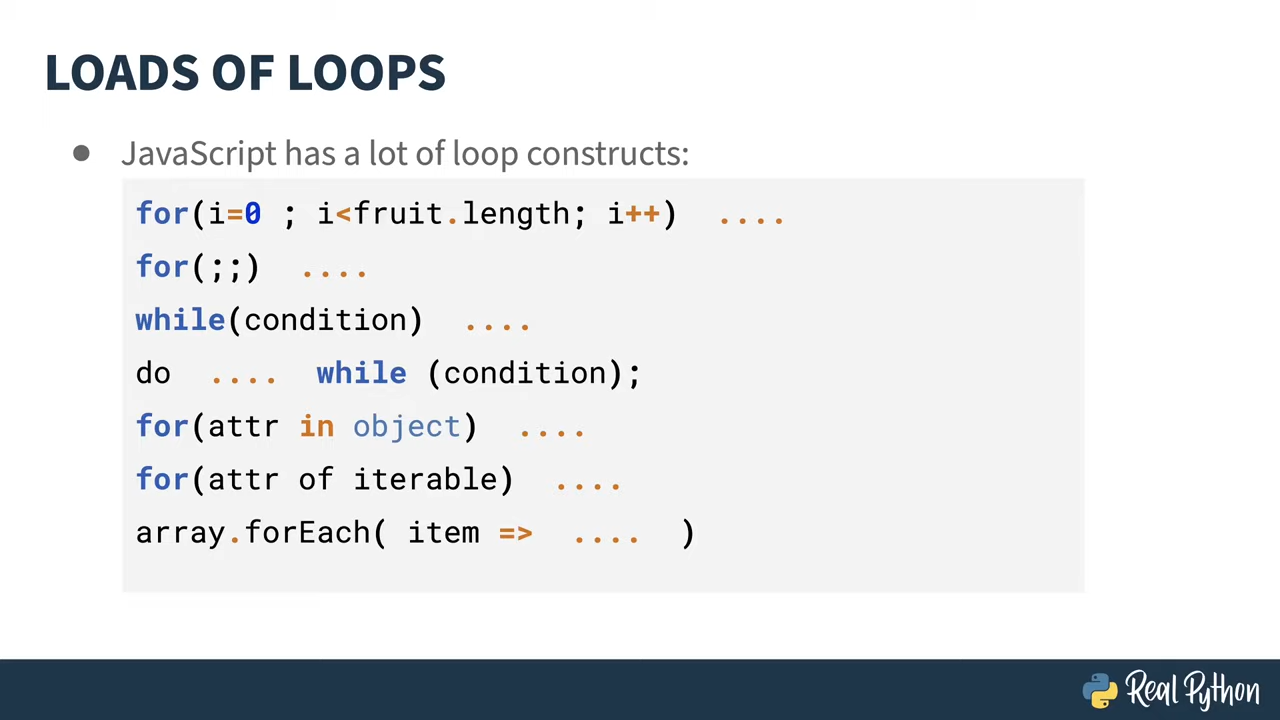 LOADS OF LOOPS
● JavaScript has a lot of loop constructs:
for(i=0 ; i<fruit.length; i++) ....
for(;;) ....
while(condition) ....
do .... while (condition);
for(attr in object) ....
for(attr of iterable) ....
array.forEach( item => .... )
Real Python